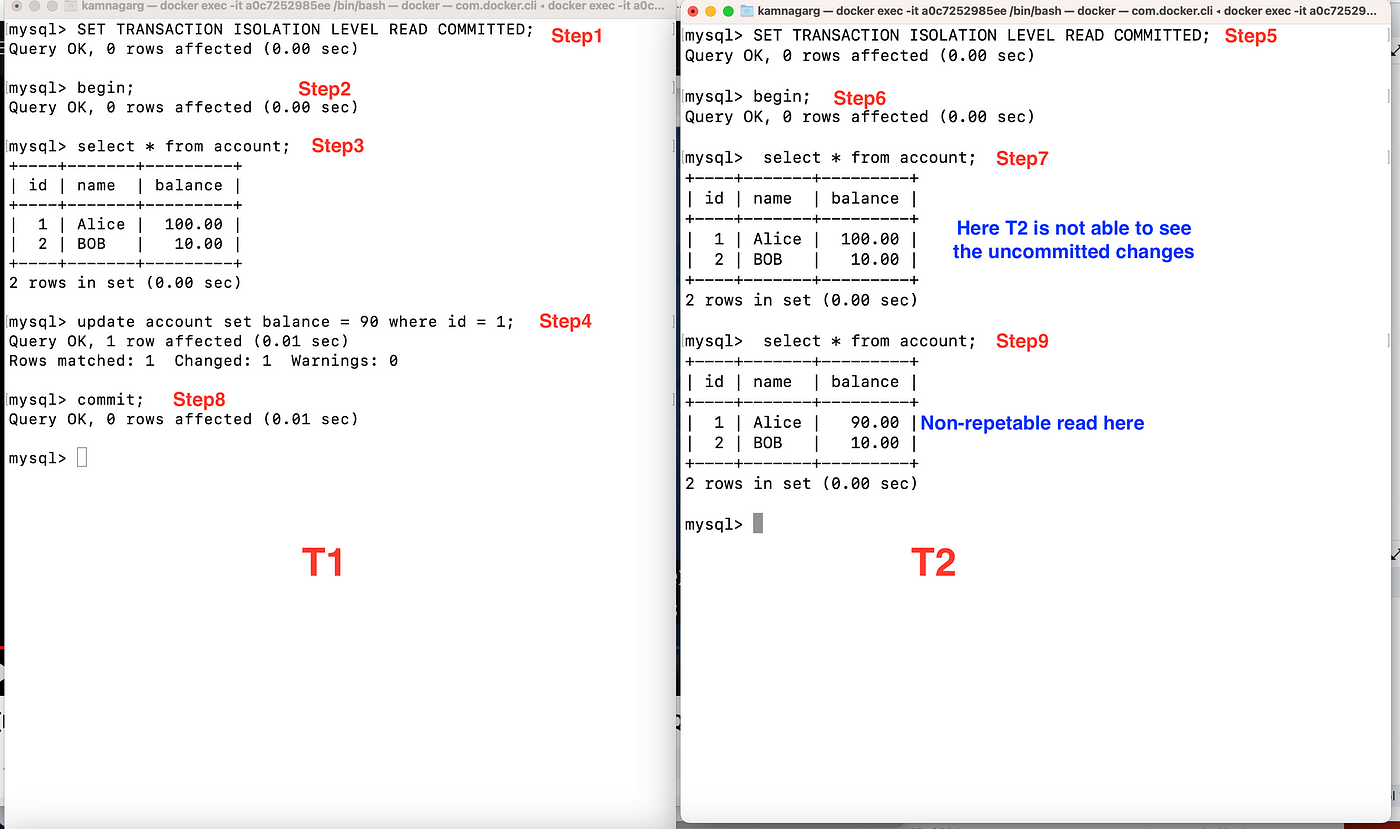 kamnagarg — docker exec -it a0c7252985ee /bin/bash — docker — com.docker.cli ◂ docker exec -it a0c...
mysql> SET TRANSACTION ISOLATION LEVEL READ COMMITTED; Step1
Query OK, 0 rows affected (0.00 sec)
mysql> begin; Step2
Query OK, 0 rows affected (0.00 sec)
mysql> select * from account; Step3
+----+-------+---------+
| id | name  | balance |
+----+-------+---------+
|  1 | Alice |  100.00 |
|  2 | BOB   |   10.00 |
+----+-------+---------+
2 rows in set (0.00 sec)
mysql> update account set balance = 90 where id = 1; Step4
Query OK, 1 row affected (0.01 sec)
Rows matched: 1  Changed: 1  Warnings: 0
mysql> commit; Step8
Query OK, 0 rows affected (0.01 sec)
mysql>
T1
kamnagarg — docker exec -it a0c7252985ee /bin/bash — docker — com.docker.cli ◂ docker exec -it a0c72529...
mysql> SET TRANSACTION ISOLATION LEVEL READ COMMITTED; Step5
Query OK, 0 rows affected (0.00 sec)
mysql> begin; Step6
Query OK, 0 rows affected (0.00 sec)
mysql>  select * from account; Step7
+----+-------+---------+
| id | name  | balance |
+----+-------+---------+
|  1 | Alice |  100.00 |
|  2 | BOB   |   10.00 |
+----+-------+---------+
2 rows in set (0.00 sec)
Here T2 is not able to see
the uncommitted changes
mysql>  select * from account; Step9
+----+-------+---------+
| id | name  | balance |
+----+-------+---------+
|  1 | Alice |   90.00 | Non-repetable read here
|  2 | BOB   |   10.00 |
+----+-------+---------+
2 rows in set (0.00 sec)
mysql>
T2